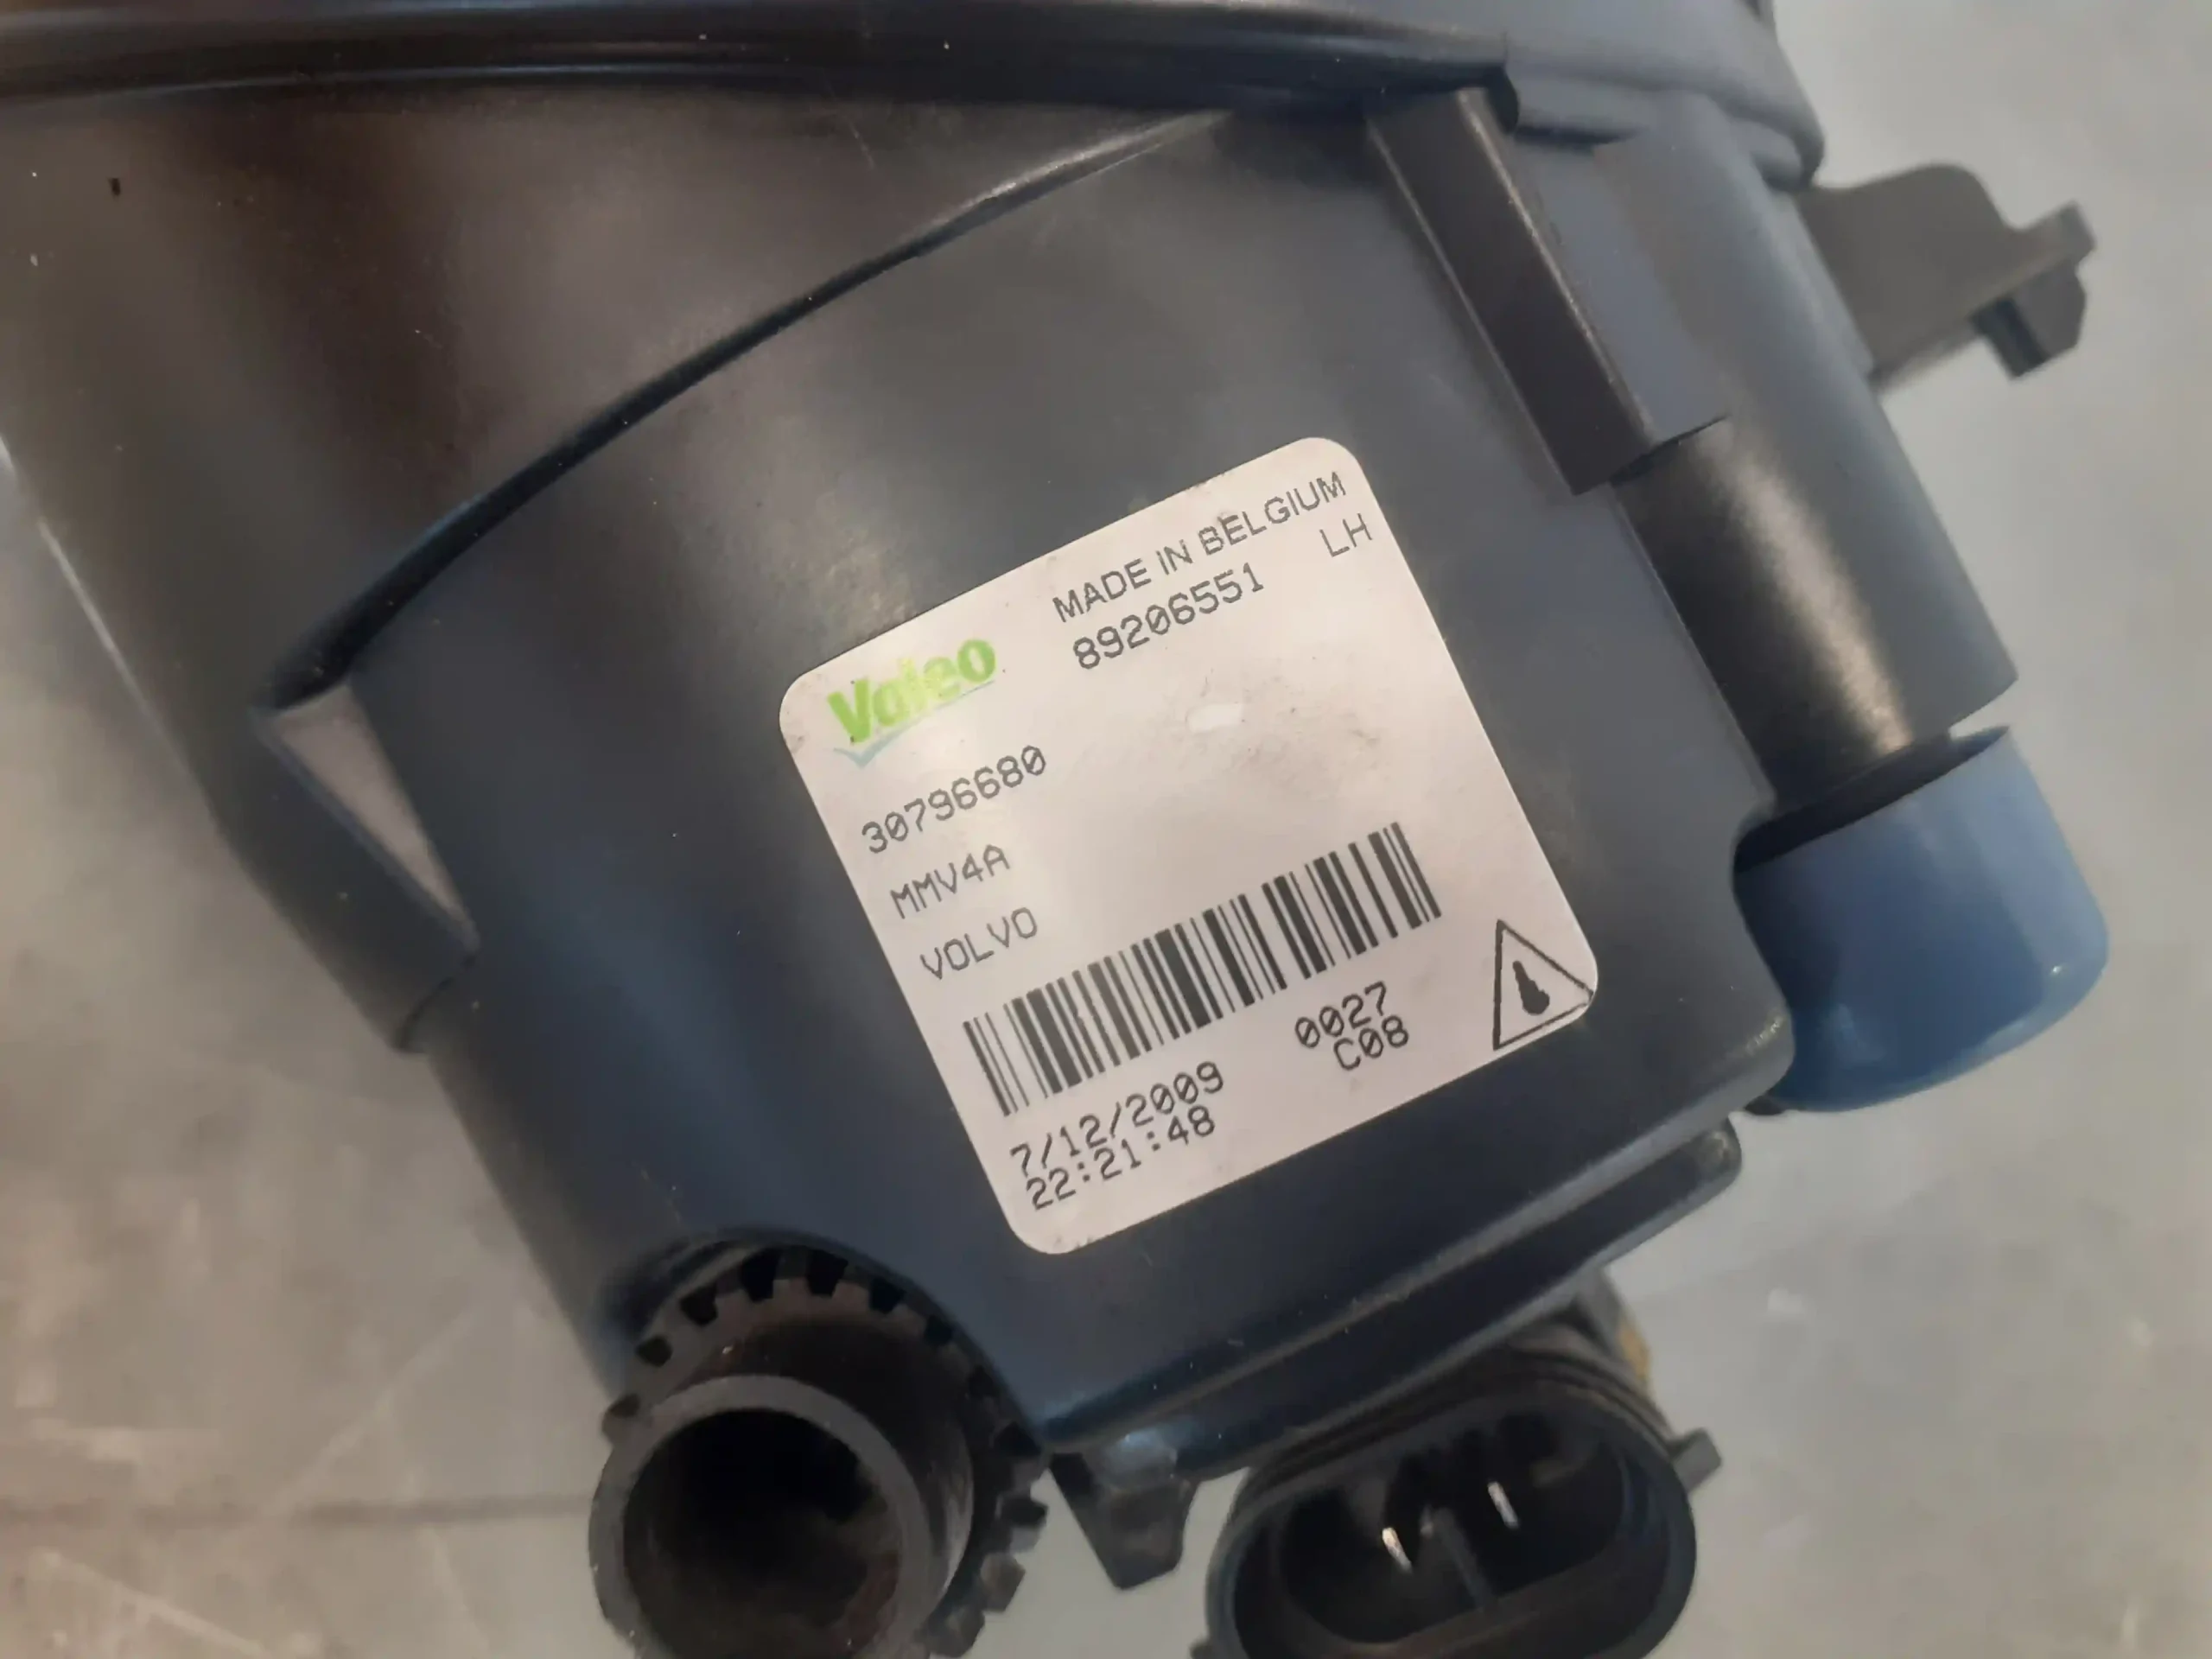 MADE IN BELGIUM
89206551 LH
Valeo
30796680
MMV4A
VOLVO
0027
C08
7/12/2009
22:21:48